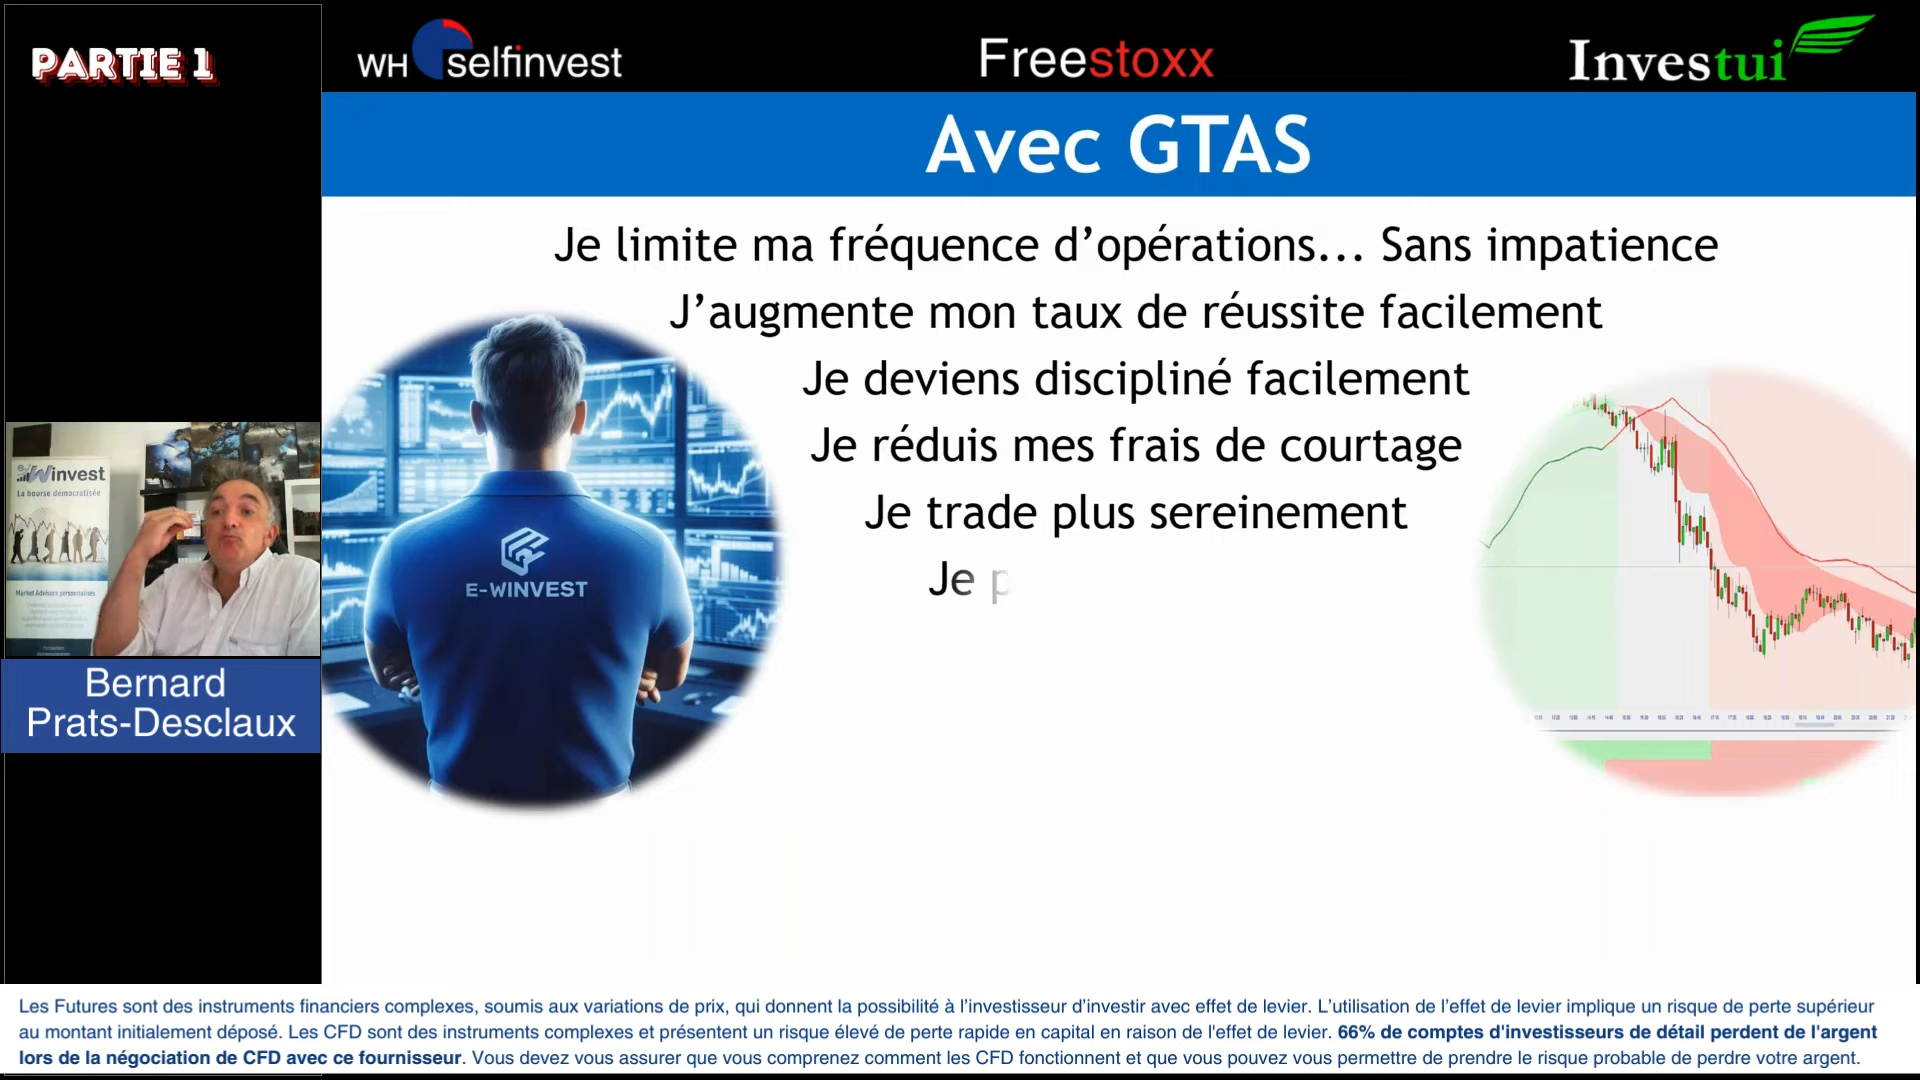 PARTIE 1
WH selfinvest
Freestoxx
Investui
Avec GTAS
Je limite ma fréquence d’opérations... Sans impatience
J’augmente mon taux de réussite facilement
Je deviens discipliné facilement
Je réduis mes frais de courtage
Je trade plus sereinement
Je p
E-WINVEST
e-Winvest
La bourse démocratisée
Market Advisors personnalisés
Bernard
Prats-Desclaux
Les Futures sont des instruments financiers complexes, soumis aux variations de prix, qui donnent la possibilité à l’investisseur d’investir avec effet de levier. L’utilisation de l’effet de levier implique un risque de perte supérieur
au montant initialement déposé. Les CFD sont des instruments complexes et présentent un risque élevé de perte rapide en capital en raison de l'effet de levier. 66% de comptes d'investisseurs de détail perdent de l'argent
lors de la négociation de CFD avec ce fournisseur. Vous devez vous assurer que vous comprenez comment les CFD fonctionnent et que vous pouvez vous permettre de prendre le risque probable de perdre votre argent.